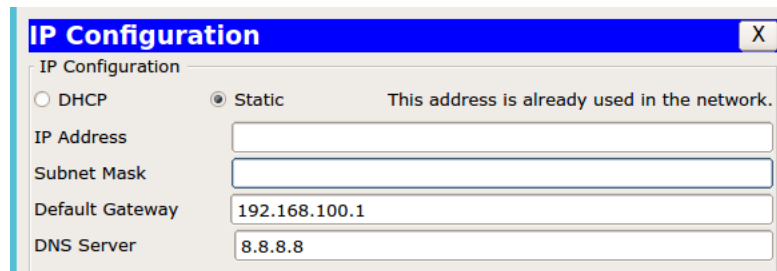 IP Configuration X
IP Configuration
DHCP Static This address is already used in the network.
IP Address
Subnet Mask
Default Gateway 192.168.100.1
DNS Server 8.8.8.8